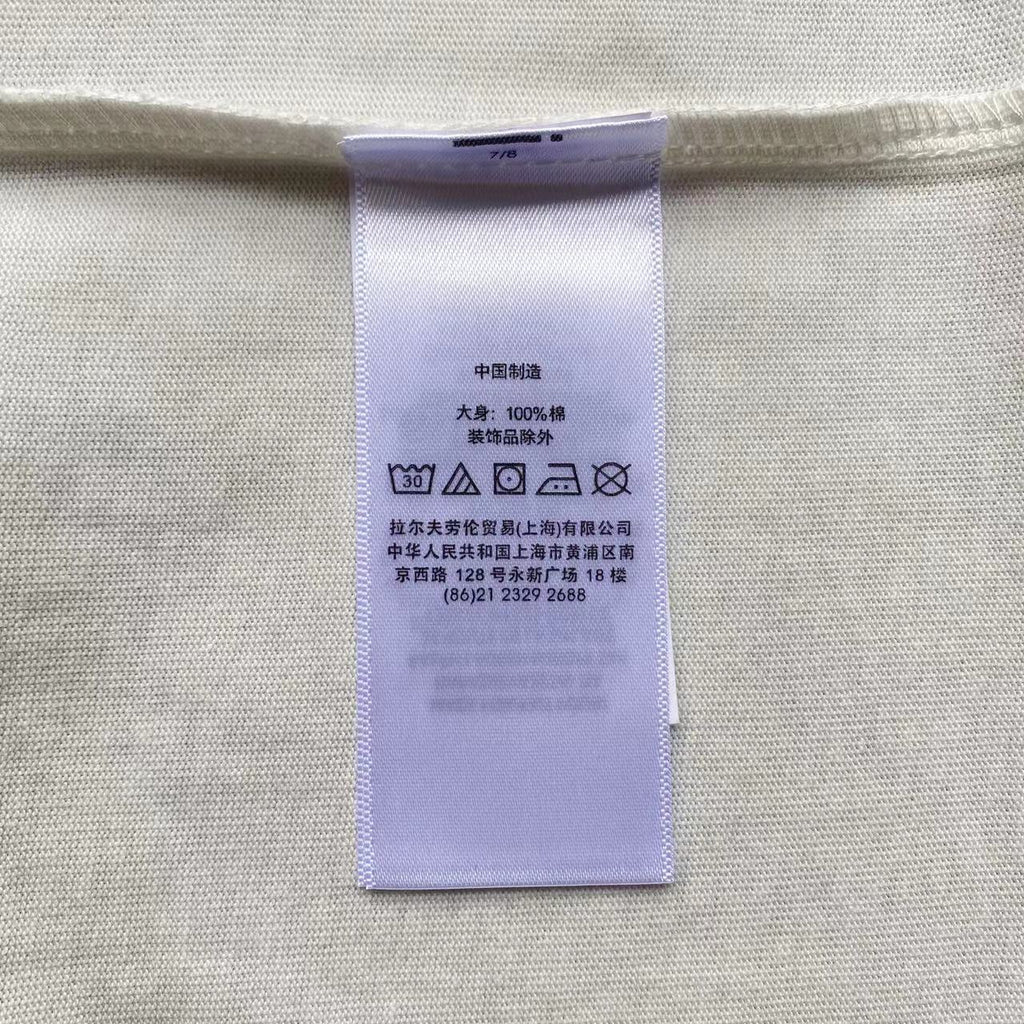 7/8
中国制造
大身: 100%棉
装饰品除外
30
拉尔夫劳伦贸易(上海)有限公司
中华人民共和国上海市黄浦区南
京西路 128 号永新广场 18 楼
(86)21 2329 2688